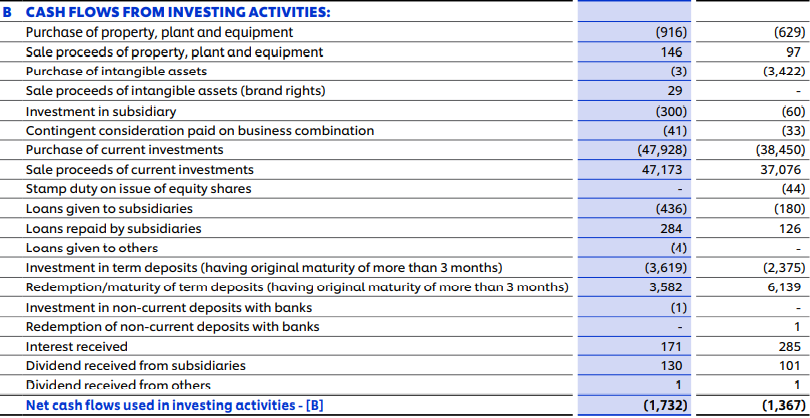 B CASH FLOWS FROM INVESTING ACTIVITIES:
Purchase of property, plant and equipment (916) (629)
Sale proceeds of property, plant and equipment 146 97
Purchase of intangible assets (3) (3,422)
Sale proceeds of intangible assets (brand rights) 29 -
Investment in subsidiary (300) (60)
Contingent consideration paid on business combination (41) (33)
Purchase of current investments (47,928) (38,450)
Sale proceeds of current investments 47,173 37,076
Stamp duty on issue of equity shares - (44)
Loans given to subsidiaries (436) (180)
Loans repaid by subsidiaries 284 126
Loans given to others (4) -
Investment in term deposits (having original maturity of more than 3 months) (3,619) (2,375)
Redemption/maturity of term deposits (having original maturity of more than 3 months) 3,582 6,139
Investment in non-current deposits with banks (1) -
Redemption of non-current deposits with banks - 1
Interest received 171 285
Dividend received from subsidiaries 130 101
Dividend received from others 1 1
Net cash flows used in investing activities - [B] (1,732) (1,367)